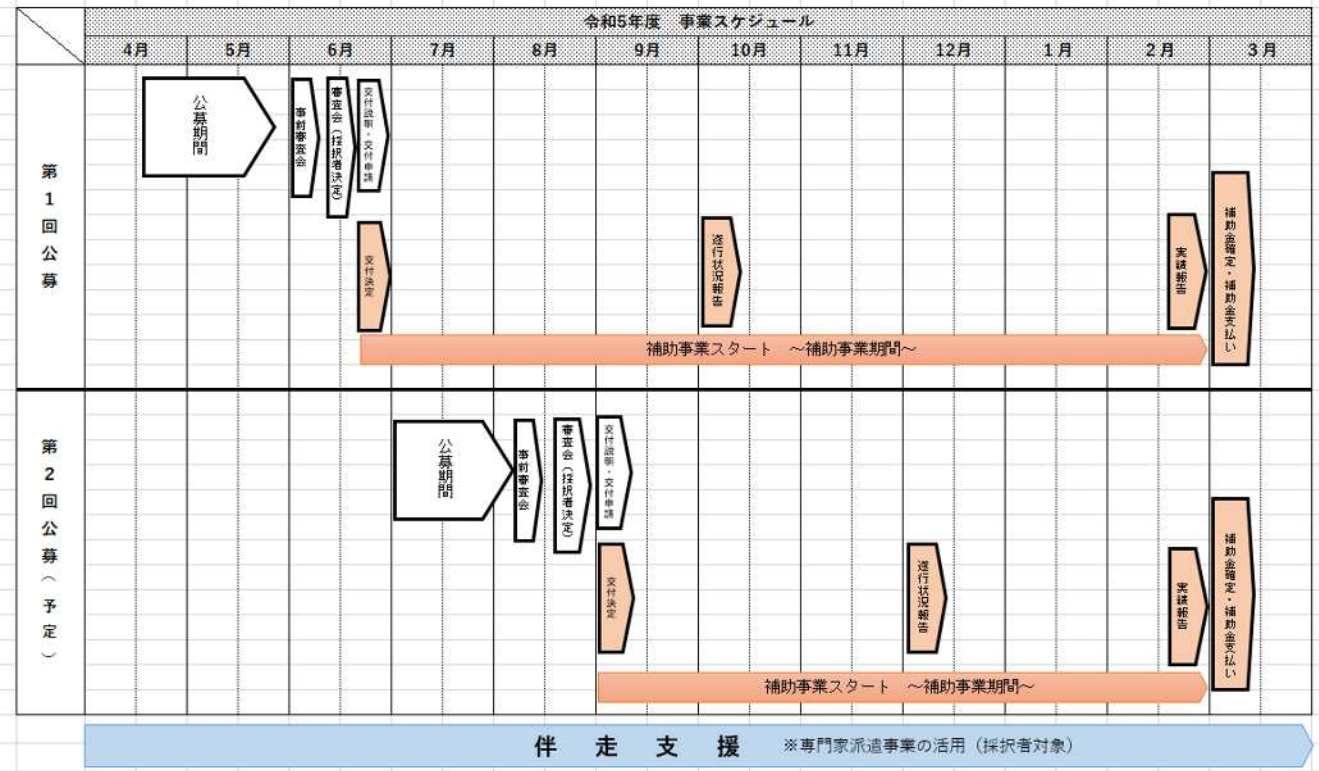 令和5年度　事業スケジュール
4月 5月 6月 7月 8月 9月 10月 11月 12月 1月 2月 3月
第1回公募
公募期間
事前審査会
審査会（採択者決定）
交付説明・交付申請
交付決定
遂行状況報告
実績報告
補助金確定・補助金支払い
補助事業スタート　～補助事業期間～
第2回公募（予定）
公募期間
事前審査会
審査会（採択者決定）
交付説明・交付申請
交付決定
遂行状況報告
実績報告
補助金確定・補助金支払い
補助事業スタート　～補助事業期間～
伴走支援　※専門家派遣事業の活用（採択者対象）